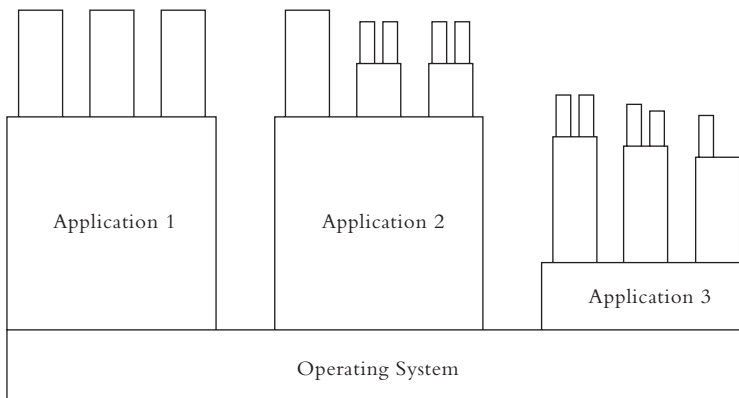 Application 1
Application 2
Application 3
Operating System